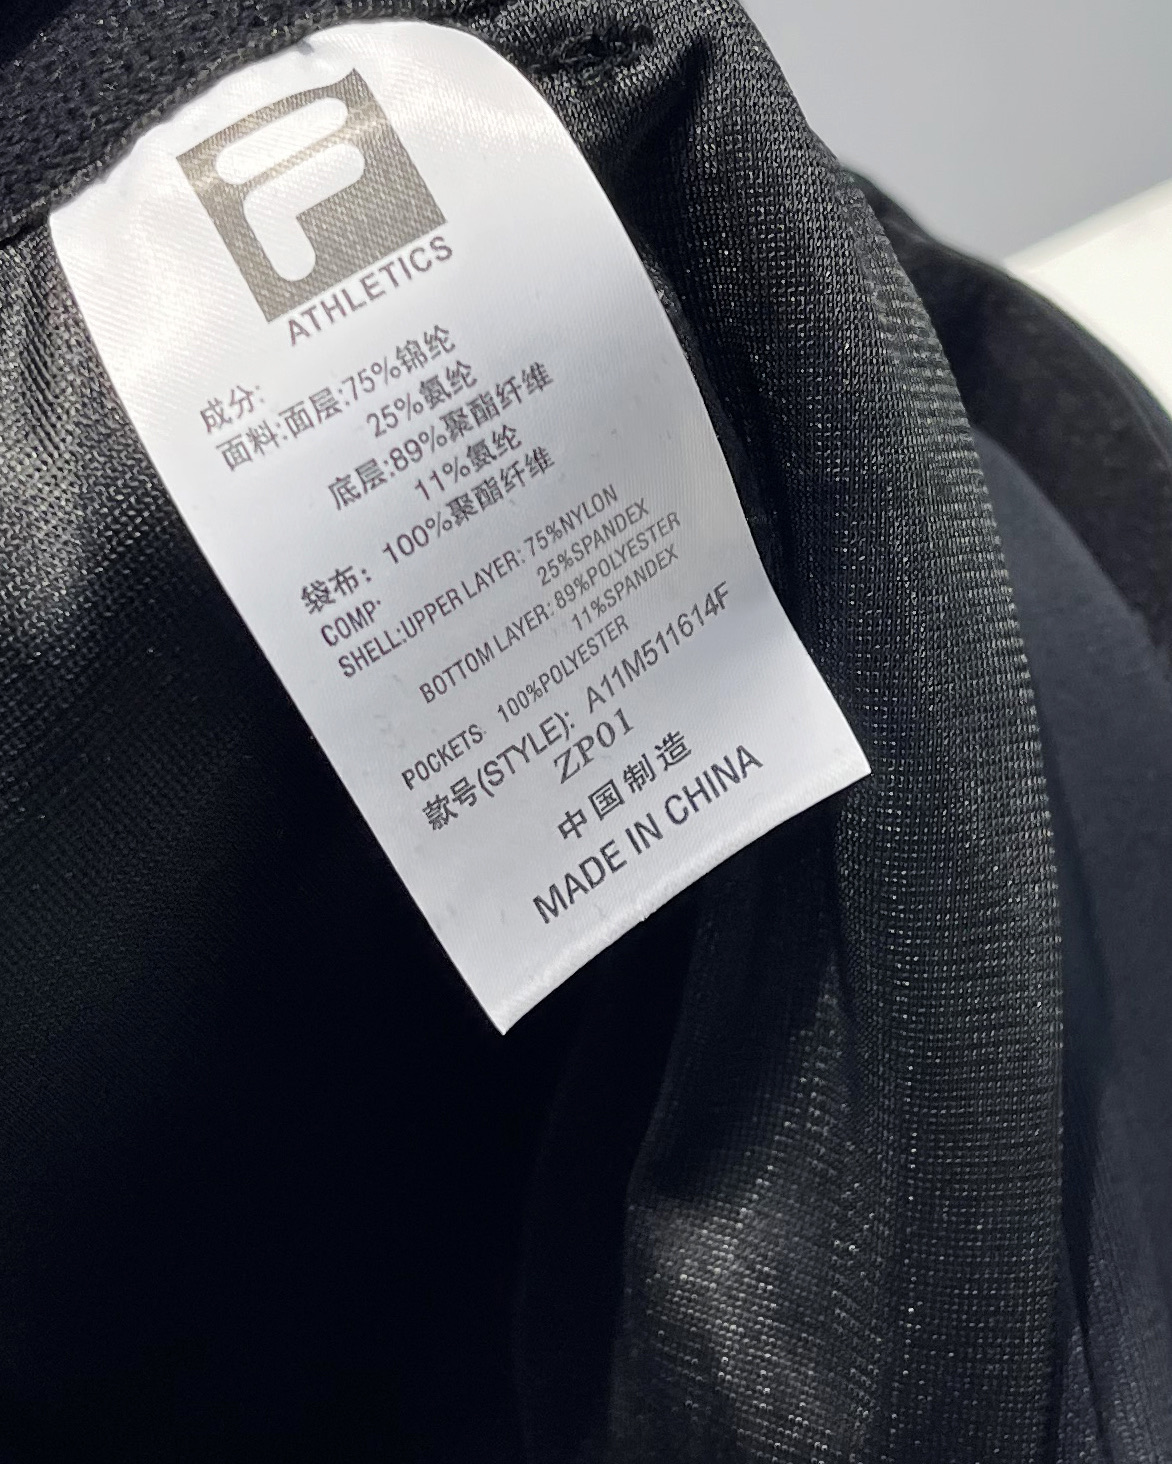 F
ATHLETICS
成分:
面料:面层:75%锦纶
25%氨纶
底层:89%聚酯纤维
11%氨纶
袋布: 100%聚酯纤维
COMP:
SHELL:UPPER LAYER: 75%NYLON
25%SPANDEX
BOTTOM LAYER: 89%POLYESTER
11%SPANDEX
POCKETS: 100%POLYESTER
款号(STYLE): A11M511614F
ZP01
中国制造
MADE IN CHINA